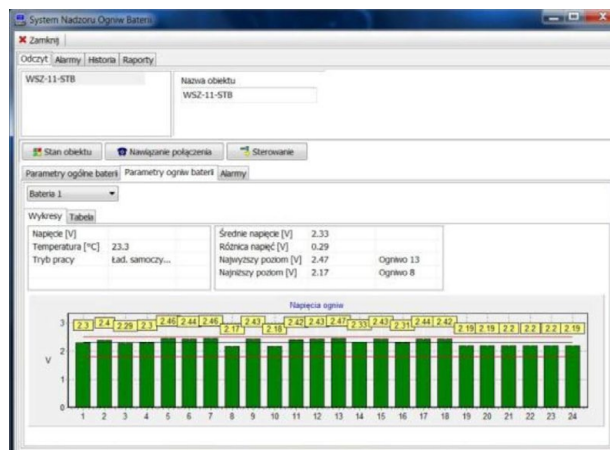 System Nadzoru Ogniw Baterii
Zamknij
Odczyt Alarmy Historia Raporty
WSZ-11-STB
Nazwa obiektu
WSZ-11-STB
Stan obiektu Nawiązanie połączenia Sterowanie
Parametry ogólne baterii Parametry ogniw baterii Alarmy
Bateria 1
Wykresy Tabela
Napięcie [V] Średnie napięcie [V] 2.33
Temperatura [°C] 23.3 Różnica napięć [V] 0.29
Tryb pracy Ład. samoczy... Najwyższy poziom [V] 2.47 Ogniwo 13
Najniższy poziom [V] 2.17 Ogniwo 8
Napięcia ogniw
2.3 2.4 2.29 2.3 2.46 2.44 2.46 2.17 2.43 2.18 2.42 2.43 2.47 2.33 2.43 2.31 2.44 2.42 2.19 2.19 2.2 2.2 2.2 2.19
3
2
V
1
0
1 2 3 4 5 6 7 8 9 10 11 12 13 14 15 16 17 18 19 20 21 22 23 24